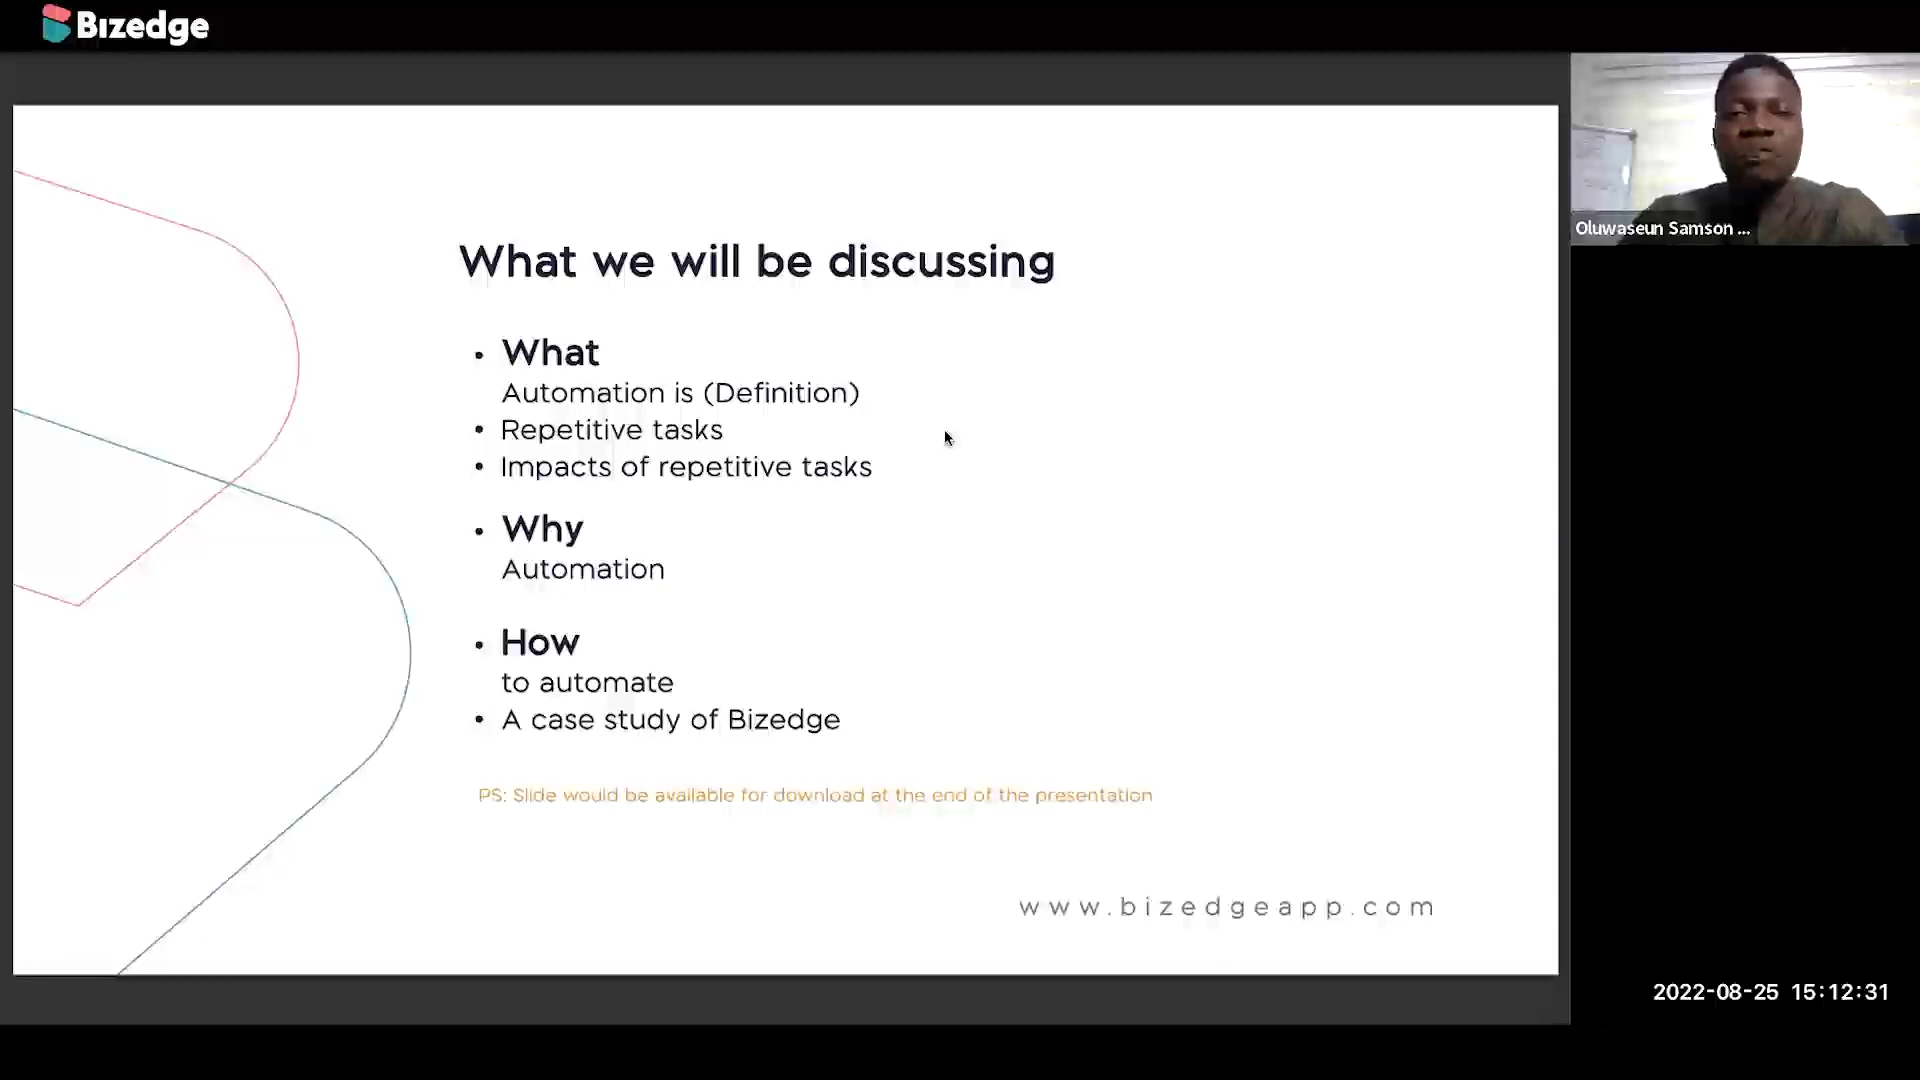 Bizedge
Oluwaseun Samson ...
What we will be discussing
• What
Automation is (Definition)
• Repetitive tasks
• Impacts of repetitive tasks
• Why
Automation
• How
to automate
• A case study of Bizedge
PS: Slide would be available for download at the end of the presentation
www.bizedgeapp.com
2022-08-25 15:12:31